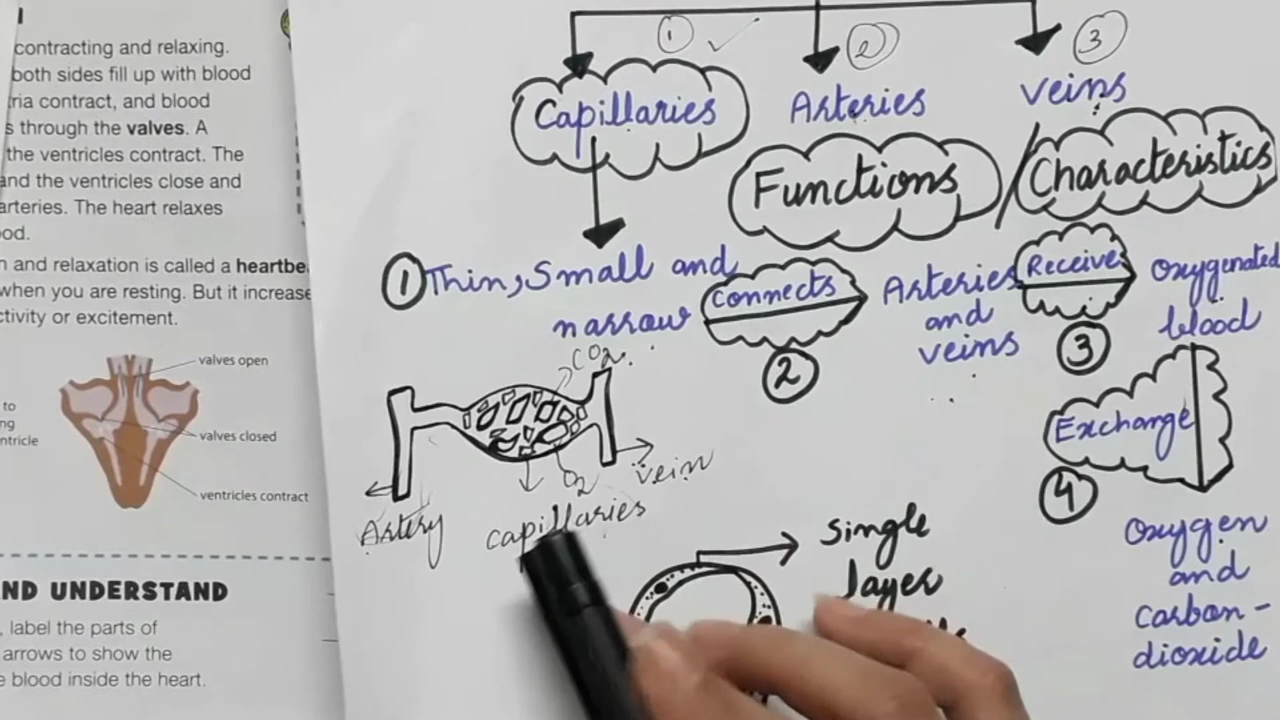 contracting and relaxing.
both sides fill up with blood
tria contract, and blood
s through the valves. A
the ventricles contract. The
and the ventricles close and
arteries. The heart relaxes
od.
n and relaxation is called a heartbe
when you are resting. But it increase
ctivity or excitement.
valves open
to
ng
ntricle
valves closed
ventricles contract
ND UNDERSTAND
, label the parts of
arrows to show the
e blood inside the heart.
1
2
3
Capillaries
Arteries
veins
Functions / Characteristics
1 Thin, Small and
narrow
connects
2
Arteries
and
veins
Receive
3
oxygenated
blood
Exchange
4
Oxygen
and
Carbon-
dioxide
CO2
O2
Artery
capillaries
vein
Single
layer